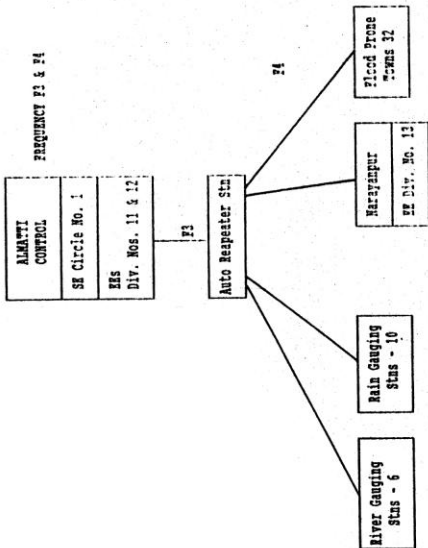 FREQUENCY F3 & F4
ALMATTI
CONTROL
SE Circle No. 1
EEs
Div. Nos. 11 & 12
F3
Auto Reapeater Stn
F4
River Gauging
Stns - 6
Rain Gauging
Stns - 10
Narayanpur
EE Div. No. 13
Flood Prone
Towns 32